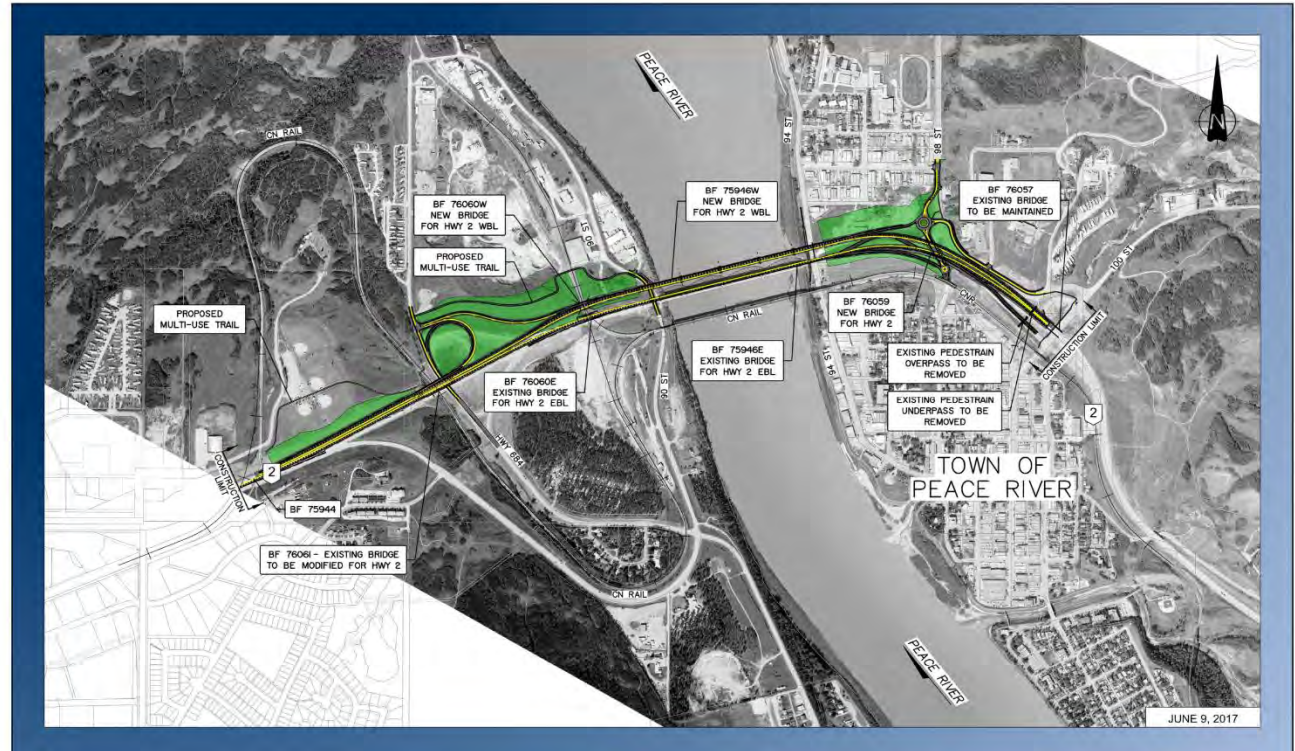 PEACE RIVER
N
CN RAIL
94 ST
98 ST
BF 76057
EXISTING BRIDGE
TO BE MAINTAINED
BF 75946W
NEW BRIDGE
FOR HWY 2 WBL
BF 76060W
NEW BRIDGE
FOR HWY 2 WBL
90 ST
100 ST
PROPOSED
MULTI-USE TRAIL
PROPOSED
MULTI-USE TRAIL
BF 76059
NEW BRIDGE
FOR HWY 2
CNR
CN RAIL
CONSTRUCTION LIMIT
BF 75946E
EXISTING BRIDGE
FOR HWY 2 EBL
EXISTING PEDESTRAIN
OVERPASS TO BE
REMOVED
94 ST
BF 76060E
EXISTING BRIDGE
FOR HWY 2 EBL
90 ST
EXISTING PEDESTRAIN
UNDERPASS TO BE
REMOVED
2
HWY 684
CONSTRUCTION
LIMIT
2
TOWN OF
PEACE RIVER
BF 75944
BF 76061 - EXISTING BRIDGE
TO BE MODIFIED FOR HWY 2
CN RAIL
PEACE RIVER
JUNE 9, 2017